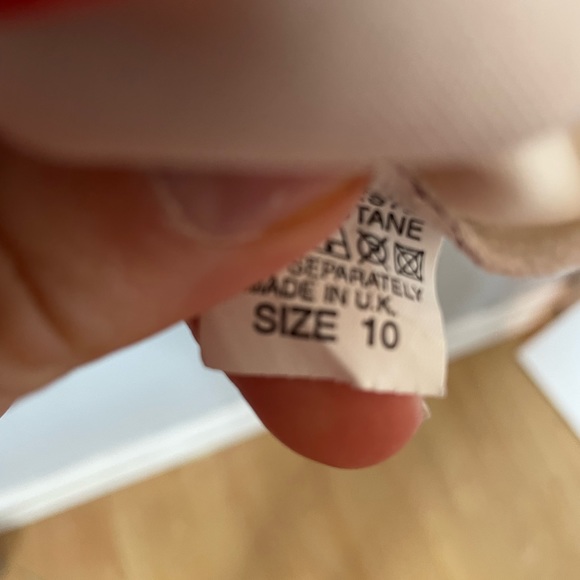 TANE
SEPARATELY
MADE IN U.K.
SIZE 10